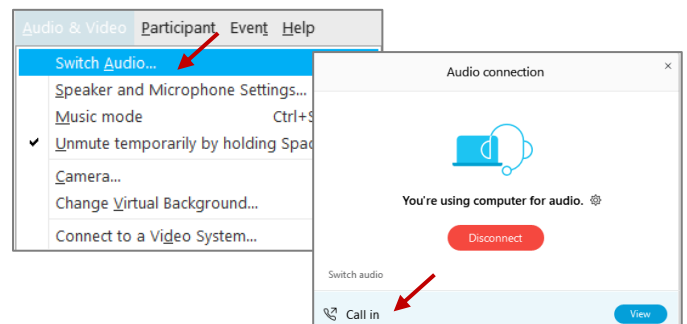 Audio & Video Participant Event Help
Switch Audio...
Speaker and Microphone Settings...
Music mode Ctrl+S
Unmute temporarily by holding Spac
Camera...
Change Virtual Background...
Connect to a Video System...
Audio connection
You're using computer for audio.
Disconnect
Switch audio
Call in View